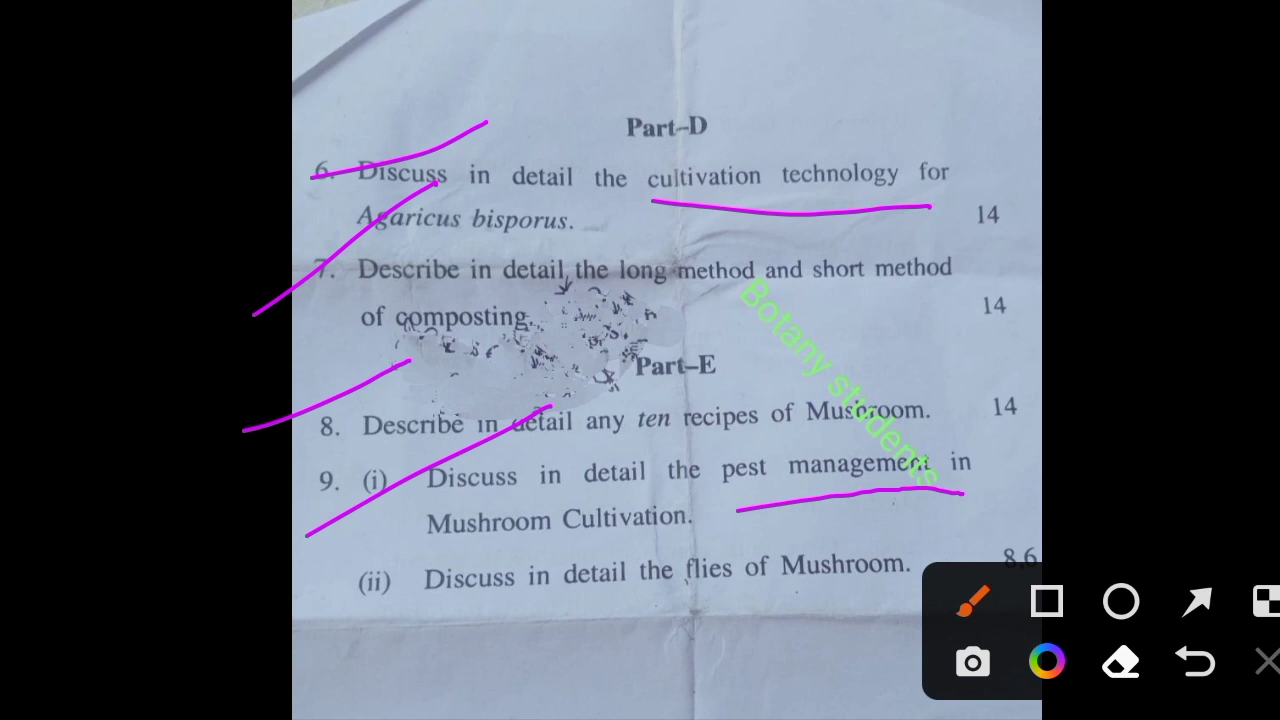 Part–D
6. Discuss in detail the cultivation technology for
Agaricus bisporus. 14
7. Describe in detail the long method and short method
of composting. 14
Part–E
8. Describe in detail any ten recipes of Mushroom. 14
9. (i) Discuss in detail the pest management in
Mushroom Cultivation.
(ii) Discuss in detail the flies of Mushroom. 8,6
Botany students